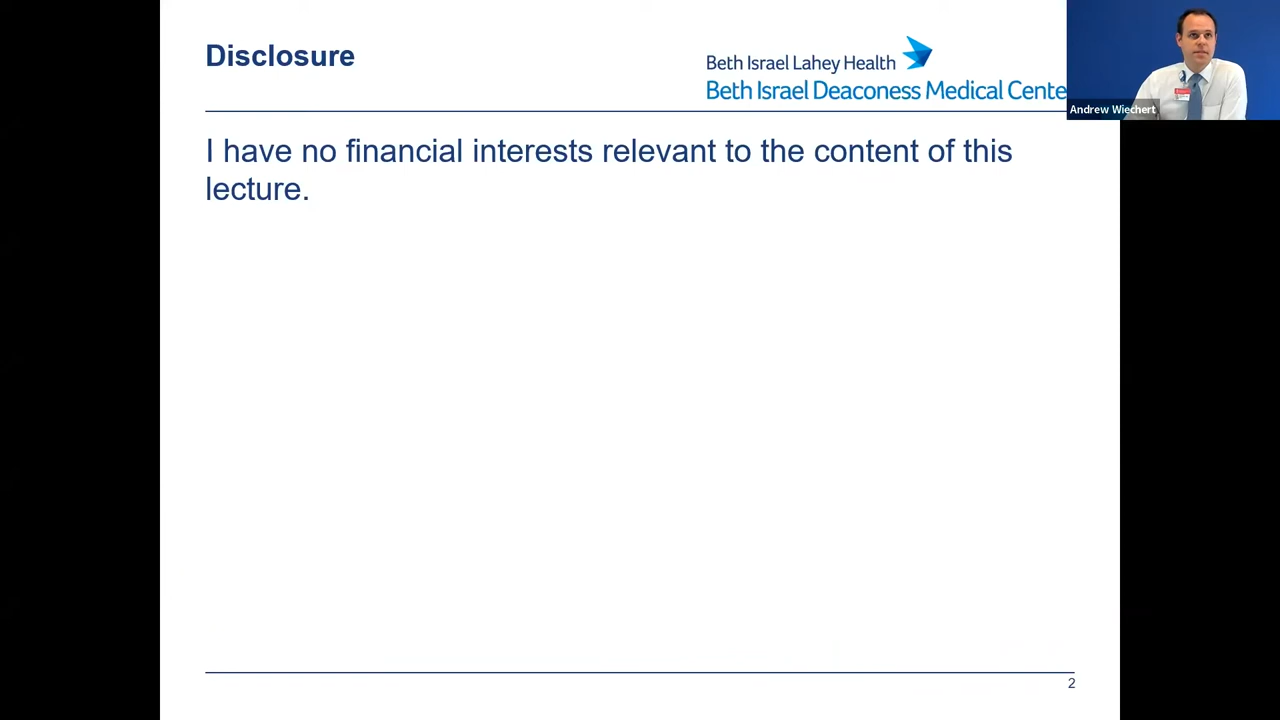 Disclosure
Beth Israel Lahey Health
Beth Israel Deaconess Medical Cente
Andrew Wiechert
I have no financial interests relevant to the content of this
lecture.
2